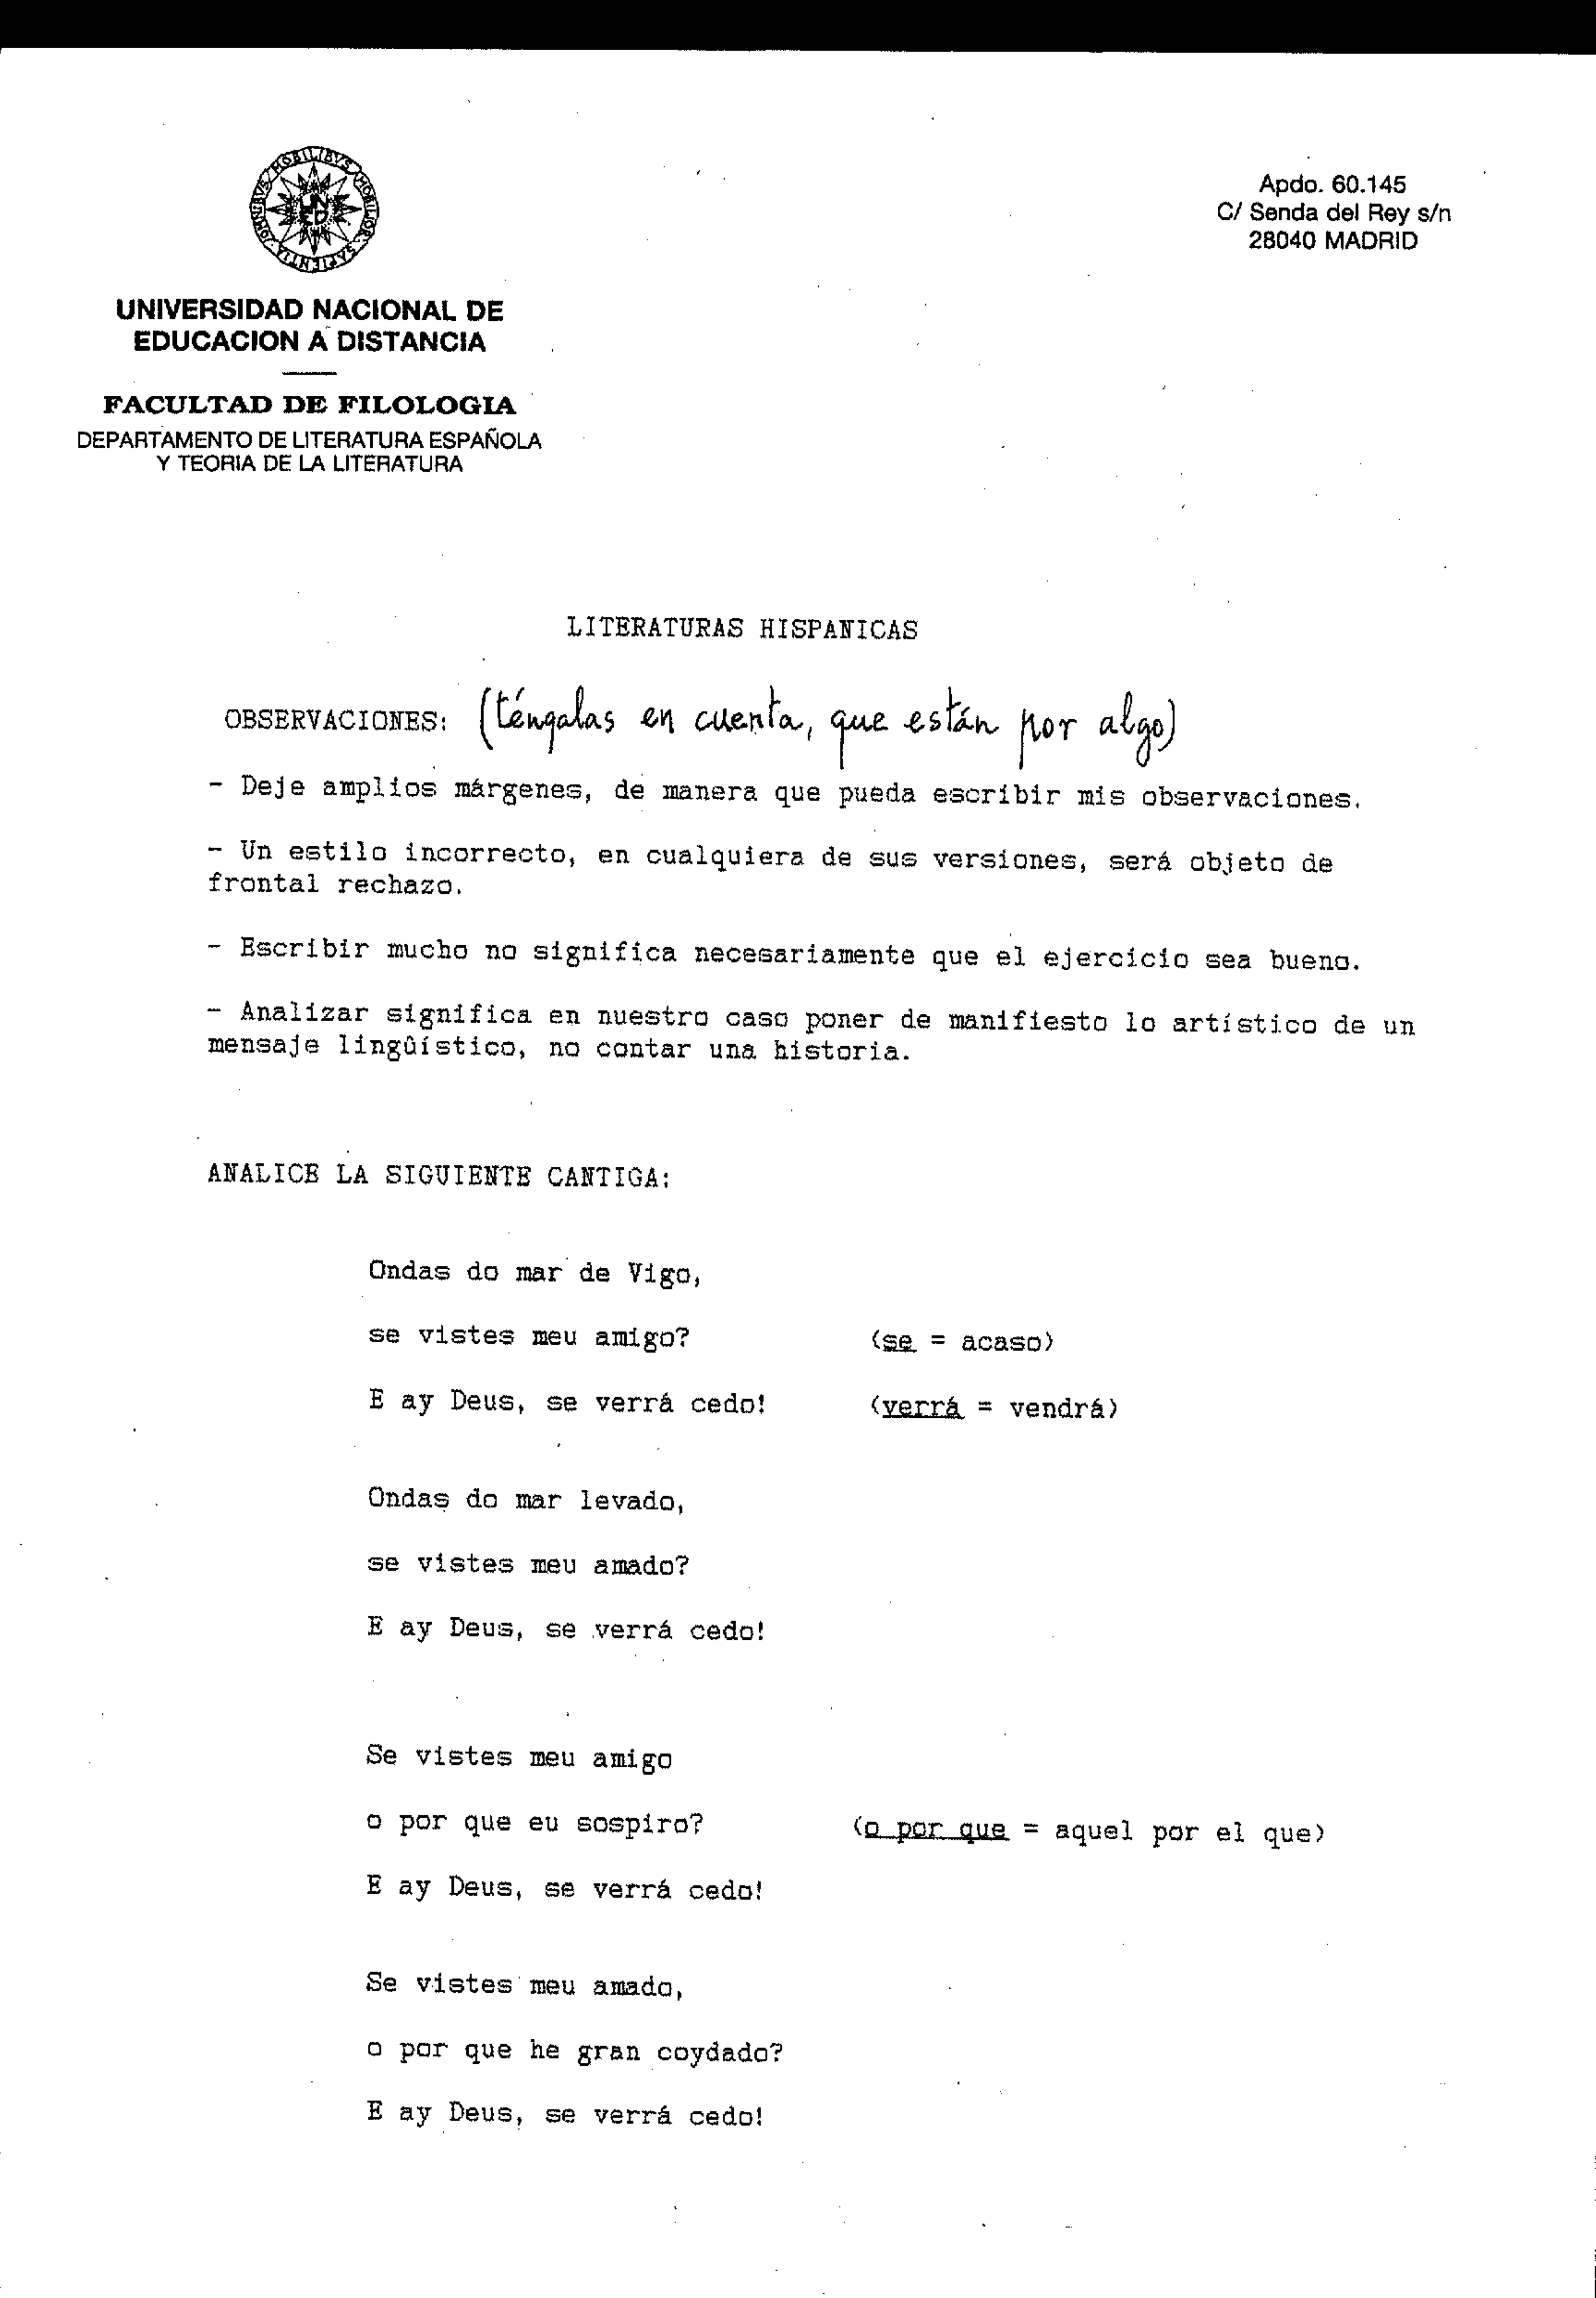 OMNIBVS MOBILIBVS MOBILIOR SAPIENTIA
UNED
Apdo. 60.145
C/ Senda del Rey s/n
28040 MADRID
UNIVERSIDAD NACIONAL DE
EDUCACION A DISTANCIA
FACULTAD DE FILOLOGIA
DEPARTAMENTO DE LITERATURA ESPAÑOLA
Y TEORIA DE LA LITERATURA
LITERATURAS HISPANICAS
OBSERVACIONES: (téngalas en cuenta, que están por algo)
- Deje amplios márgenes, de manera que pueda escribir mis observaciones.
- Un estilo incorrecto, en cualquiera de sus versiones, será objeto de
frontal rechazo.
- Escribir mucho no significa necesariamente que el ejercicio sea bueno.
- Analizar significa en nuestro caso poner de manifiesto lo artístico de un
mensaje lingûístico, no contar una historia.
ANALICE LA SIGUIENTE CANTIGA:
Ondas do mar de Vigo,
se vistes meu amigo? (se = acaso)
E ay Deus, se verrá cedo! (verrá = vendrá)
Ondas do mar levado,
se vistes meu amado?
E ay Deus, se verrá cedo!
Se vistes meu amigo
o por que eu sospiro? (o por que = aquel por el que)
E ay Deus, se verrá cedo!
Se vistes meu amado,
o por que he gran coydado?
E ay Deus, se verrá cedo!